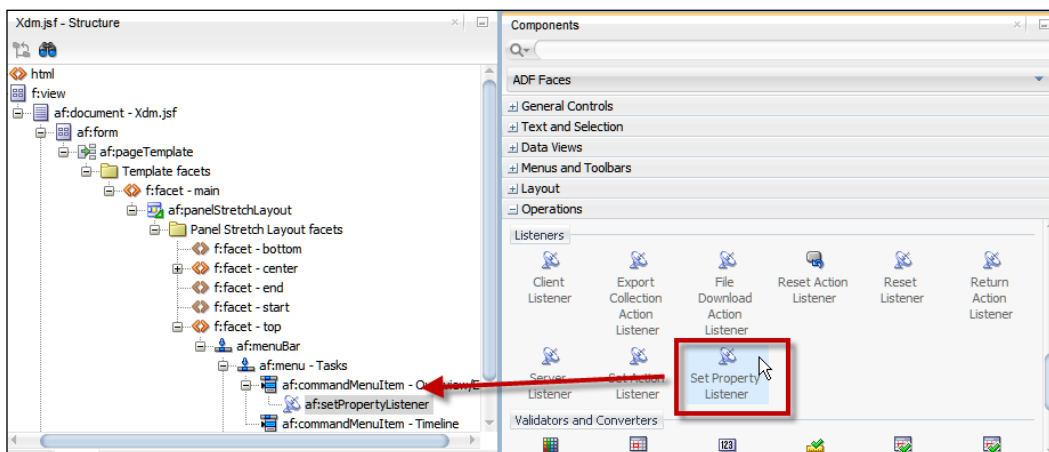 Xdm.jsf - Structure
html
f:view
af:document - Xdm.jsf
af:form
af:pageTemplate
Template facets
f:facet - main
af:panelStretchLayout
Panel Stretch Layout facets
f:facet - bottom
f:facet - center
f:facet - end
f:facet - start
f:facet - top
af:menuBar
af:menu - Tasks
af:commandMenuItem - Overview/E
af:setPropertyListener
af:commandMenuItem - Timeline
Components
ADF Faces
General Controls
Text and Selection
Data Views
Menus and Toolbars
Layout
Operations
Listeners
Client
Listener
Export
Collection
Action
Listener
File
Download
Action
Listener
Reset Action
Listener
Reset
Listener
Return
Action
Listener
Server
Listener
Set Action
Listener
Set Property
Listener
Validators and Converters
123